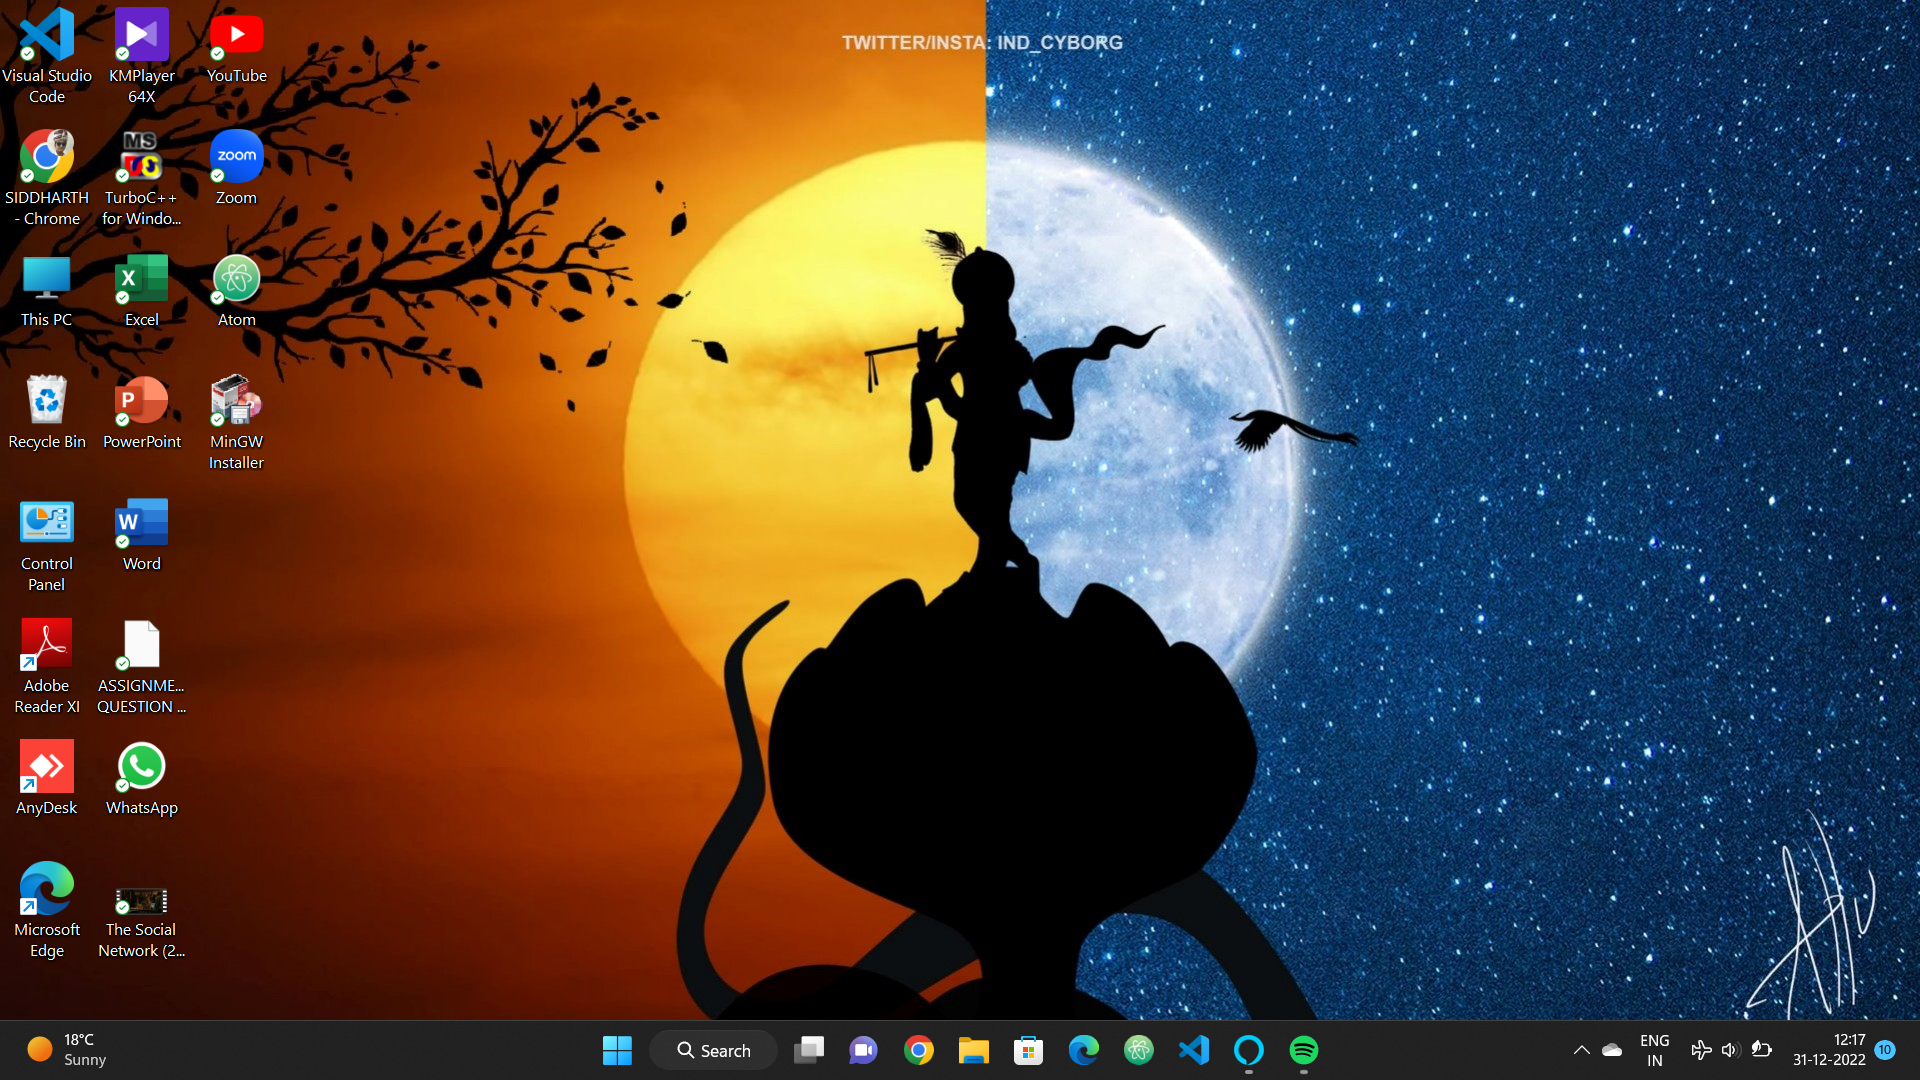 TWITTER/INSTA: IND_CYBORG
Visual Studio
Code
KMPlayer
64X
YouTube
SIDDHARTH
- Chrome
MS
TurboC++
for Windo...
zoom
Zoom
This PC
X
Excel
Atom
Recycle Bin
P
PowerPoint
MinGW
Installer
Control
Panel
W
Word
Adobe
Reader XI
ASSIGNME...
QUESTION ...
AnyDesk
WhatsApp
Microsoft
Edge
The Social
Network (2...
18°C
Sunny
Search
ENG
IN
12:17
31-12-2022
10